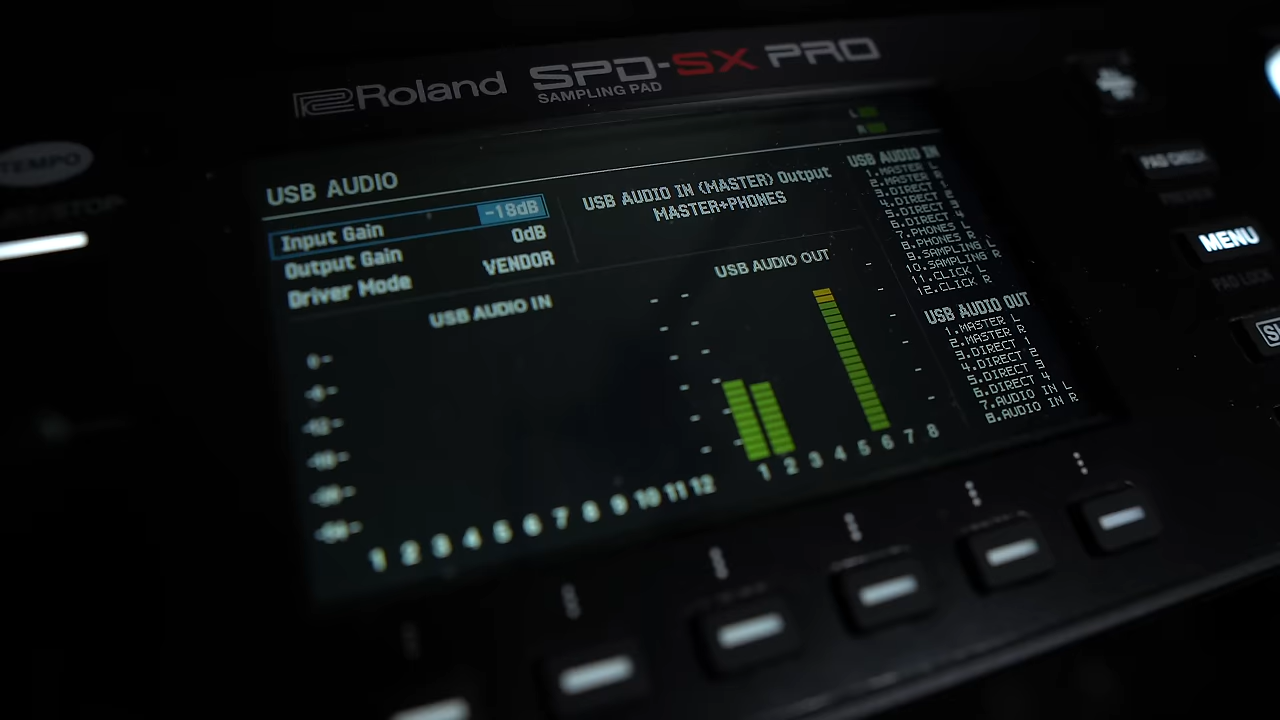 Roland SPD-SX PRO
SAMPLING PAD
TEMPO
USB AUDIO
Input Gain -18dB
Output Gain 0dB
Driver Mode VENDOR
USB AUDIO IN (MASTER) Output
MASTER+PHONES
L
R
USB AUDIO IN
1.MASTER L
2.MASTER R
3.DIRECT 1
4.DIRECT 2
5.DIRECT 3
6.DIRECT 4
7.PHONES L
8.PHONES R
9.SAMPLING L
10.SAMPLING R
11.CLICK L
12.CLICK R
USB AUDIO OUT
1.MASTER L
2.MASTER R
3.DIRECT 1
4.DIRECT 2
5.DIRECT 3
6.DIRECT 4
7.AUDIO IN L
8.AUDIO IN R
USB AUDIO IN
0
1 2 3 4 5 6 7 8 9 10 11 12
USB AUDIO OUT
1 2 3 4 5 6 7 8
PAD CHECK
MENU
PAD LOCK